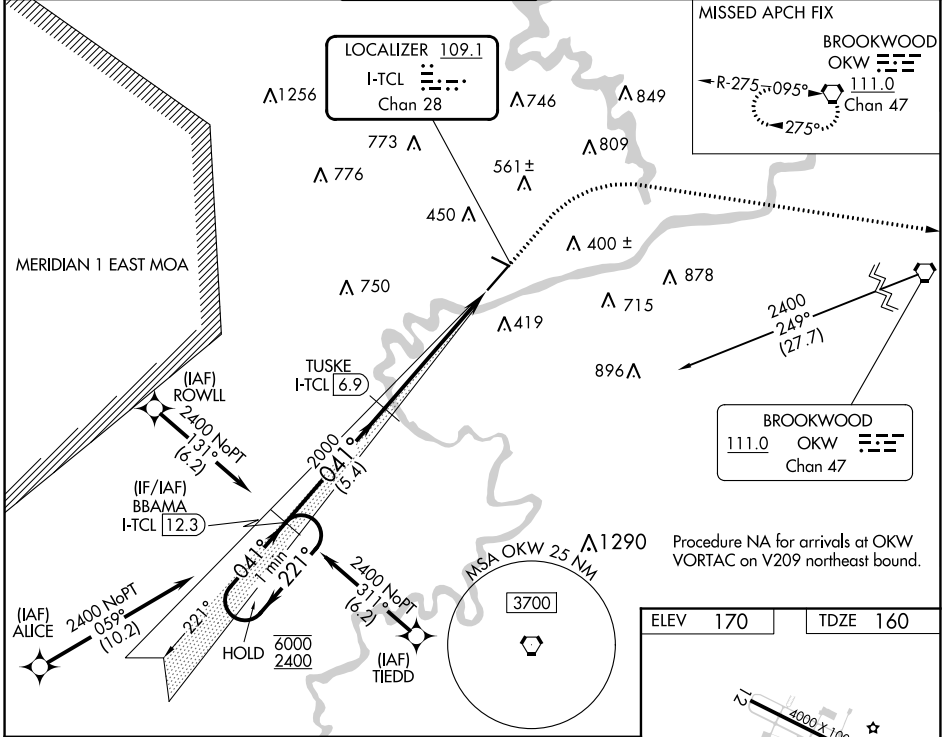 MISSED APCH FIX
BROOKWOOD
OKW
111.0
Chan 47
R-275
095°
275°
LOCALIZER 109.1
I-TCL
Chan 28
1256
746
849
773
809
776
561 ±
450
400 ±
MERIDIAN 1 EAST MOA
750
878
715
419
2400
249°
(27.7)
896
TUSKE
I-TCL 6.9
(IAF)
ROWLL
2400 NoPT
131°
(6.2)
2000
041°
(5.4)
BROOKWOOD
111.0 OKW
Chan 47
(IF/IAF)
BBAMA
I-TCL 12.3
041°
1 min
221°
1290
Procedure NA for arrivals at OKW
VORTAC on V209 northeast bound.
MSA OKW 25 NM
3700
2400 NoPT
311°
(6.2)
(IAF)
TIEDD
(IAF)
ALICE
2400 NoPT
059°
(10.2)
221°
HOLD
6000
2400
ELEV 170
TDZE 160
12
4000 X 100